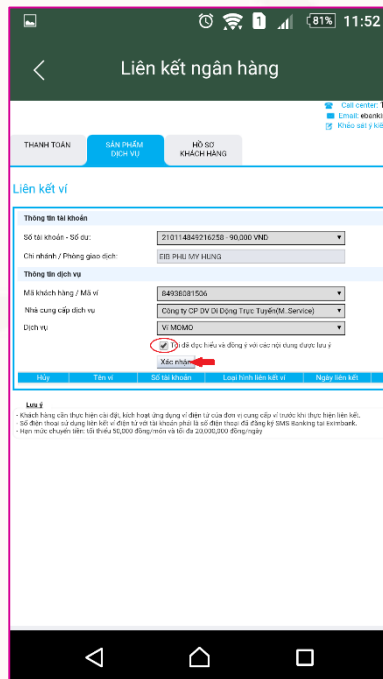 1 81% 11:52
Liên kết ngân hàng
Call center: 1
Email: ebanki
Khảo sát ý kiế
THANH TOÁN
SẢN PHẨM
DỊCH VỤ
HỒ SƠ
KHÁCH HÀNG
Liên kết ví
Thông tin tài khoản
Số tài khoản - Số dư: 210114849216258 - 90,000 VND
Chi nhánh / Phòng giao dịch: EIB PHU MY HUNG
Thông tin dịch vụ
Mã khách hàng / Mã ví 84938081506
Nhà cung cấp dịch vụ Công ty CP DV Di Động Trực Tuyến(M_Service)
Dịch vụ Ví MOMO
Tôi đã đọc hiểu và đồng ý với các nội dung được lưu ý
Xác nhận
Hủy Tên ví Số tài khoản Loại hình liên kết ví Ngày liên kết
Lưu ý
- Khách hàng cần thực hiện cài đặt, kích hoạt ứng dụng ví điện tử của đơn vị cung cấp ví trước khi thực hiện liên kết.
- Số điện thoại sử dụng liên kết ví điện tử với tài khoản phải là số điện thoại đã đăng ký SMS Banking tại Eximbank.
- Hạn mức chuyển tiền: tối thiểu 50,000 đồng/món và tối đa 20,000,000 đồng/ngày